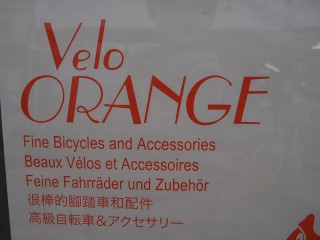 Velo
ORANGE
Fine Bicycles and Accessories
Beaux Vélos et Accessoires
Feine Fahrräder und Zubehör
很棒的腳踏車和配件
高級自転車&アクセサリー